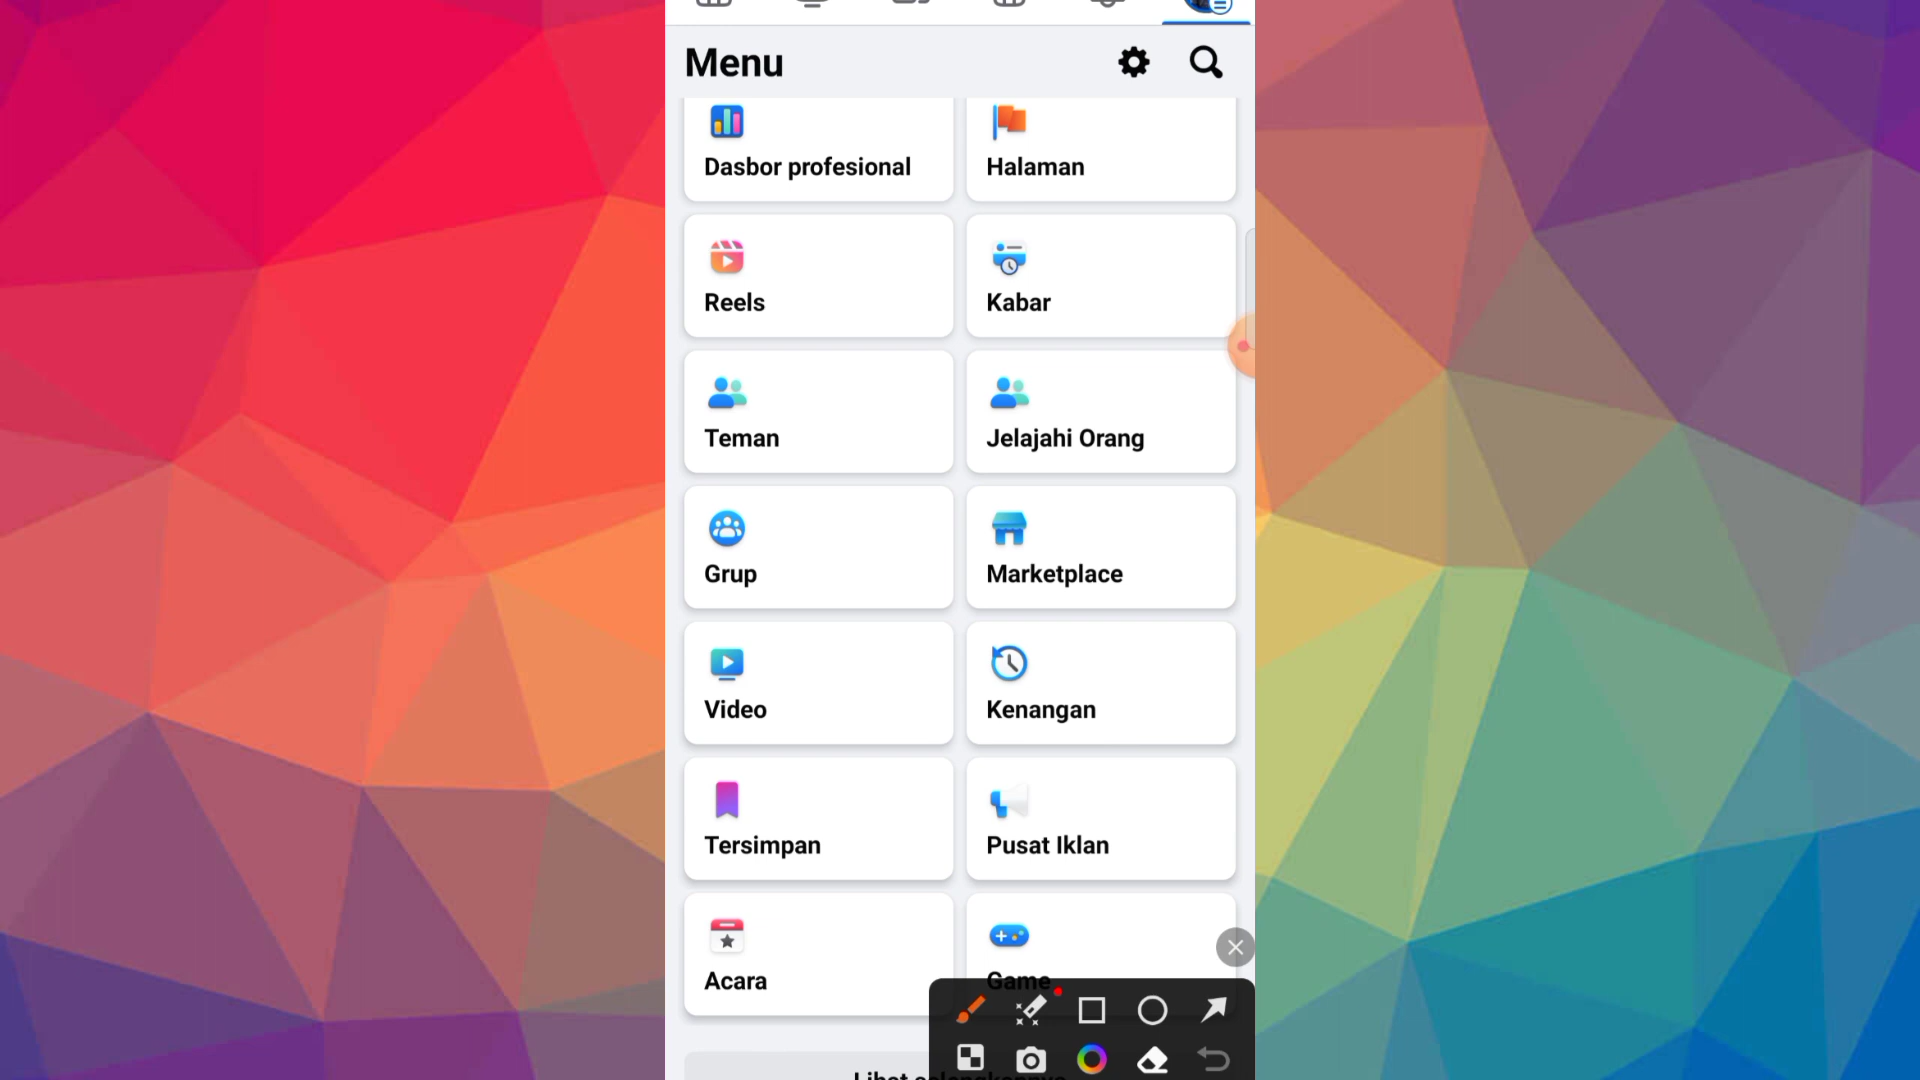 Menu
Dasbor profesional
Halaman
Reels
Kabar
Teman
Jelajahi Orang
Grup
Marketplace
Video
Kenangan
Tersimpan
Pusat Iklan
Acara
Game